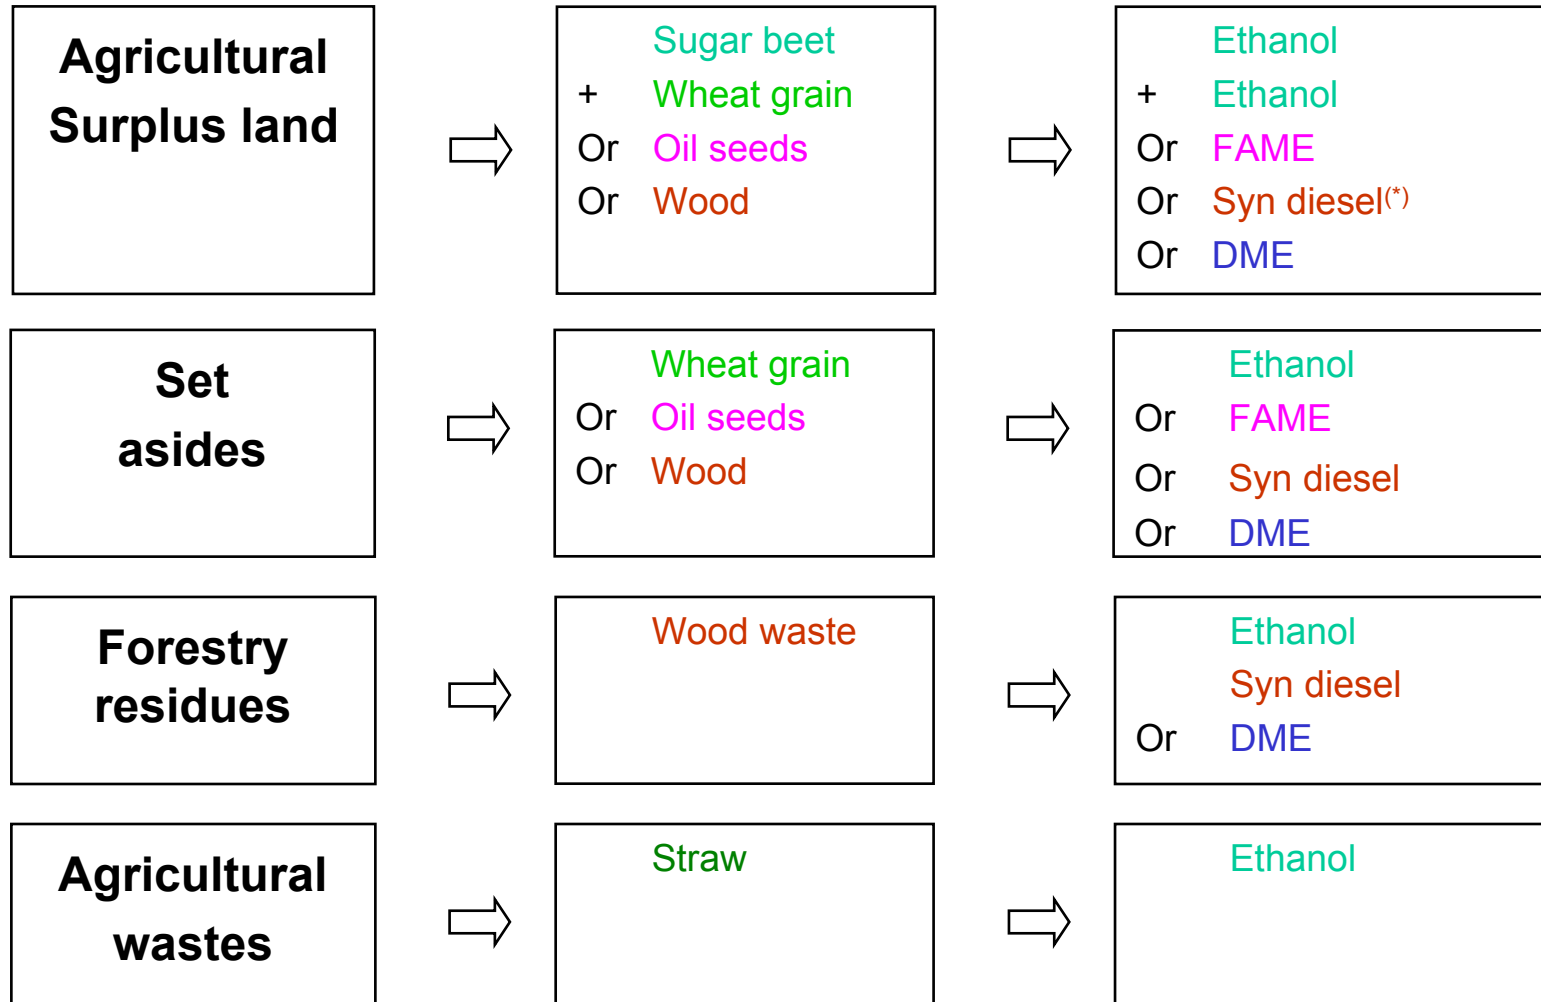 Agricultural
Surplus land
Sugar beet
+ Wheat grain
Or Oil seeds
Or Wood
Ethanol
+ Ethanol
Or FAME
Or Syn diesel(*)
Or DME
Set
asides
Wheat grain
Or Oil seeds
Or Wood
Ethanol
Or FAME
Or Syn diesel
Or DME
Forestry
residues
Wood waste
Ethanol
Syn diesel
Or DME
Agricultural
wastes
Straw
Ethanol